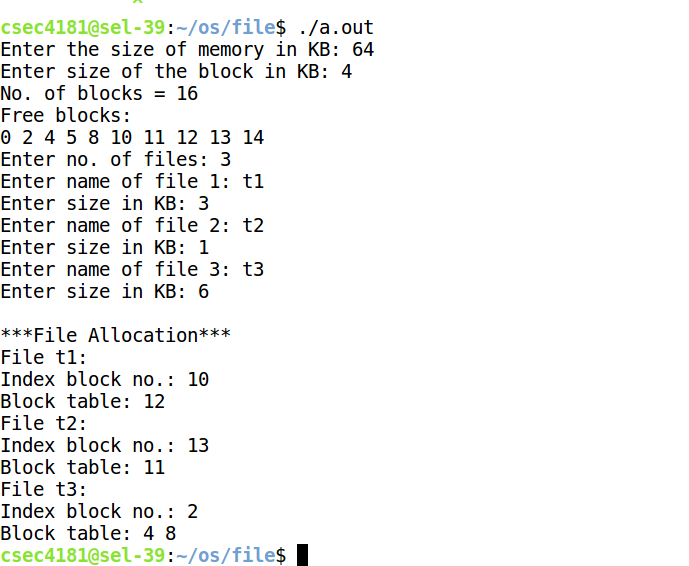 csec4181@sel-39:~/os/file$ ./a.out
Enter the size of memory in KB: 64
Enter size of the block in KB: 4
No. of blocks = 16
Free blocks:
0 2 4 5 8 10 11 12 13 14
Enter no. of files: 3
Enter name of file 1: t1
Enter size in KB: 3
Enter name of file 2: t2
Enter size in KB: 1
Enter name of file 3: t3
Enter size in KB: 6

***File Allocation***
File t1:
Index block no.: 10
Block table: 12
File t2:
Index block no.: 13
Block table: 11
File t3:
Index block no.: 2
Block table: 4 8
csec4181@sel-39:~/os/file$